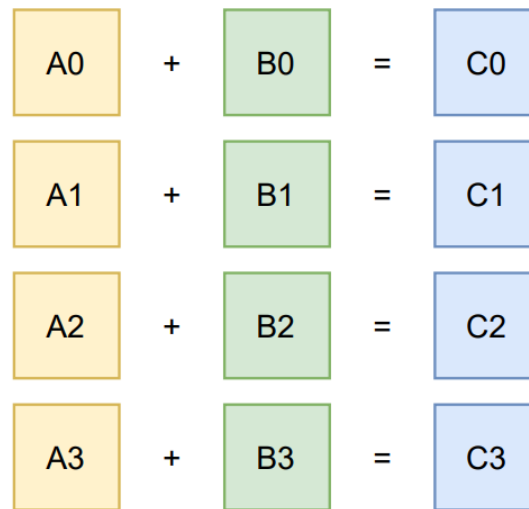 A0 + B0 = C0
A1 + B1 = C1
A2 + B2 = C2
A3 + B3 = C3